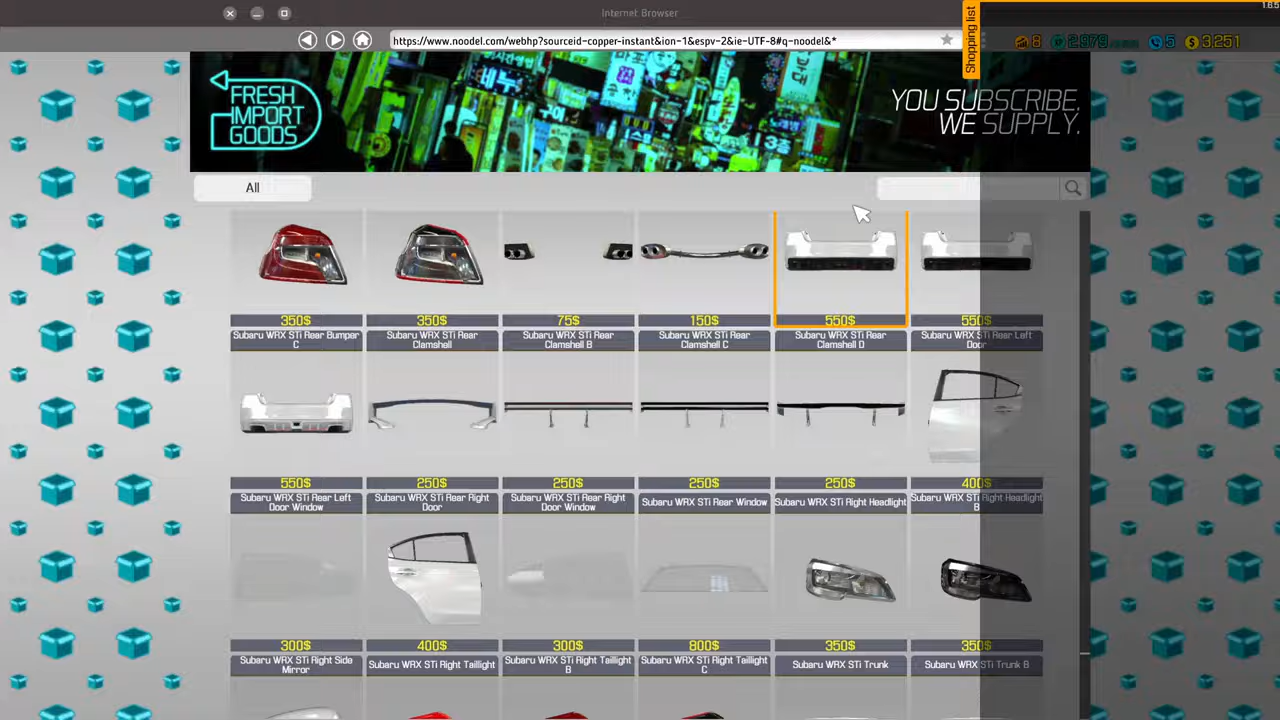 Internet Browser
1.6.5
Shopping list
https://www.noodel.com/webhp?sourceid-copper-instant&ion-1&espv-2&ie-UTF-8#q-noodel&*
8
5
3,251
FRESH
IMPORT
GOODS
YOU SUBSCRIBE.
WE SUPPLY.
All
350$
350$
75$
150$
550$
550$
Subaru WRX STi Rear Bumper C
Subaru WRX STi Rear Clamshell
Subaru WRX STi Rear Clamshell B
Subaru WRX STi Rear Clamshell C
Subaru WRX STi Rear Clamshell D
Subaru WRX STi Rear Left Door
550$
250$
250$
250$
250$
400$
Subaru WRX STi Rear Left Door Window
Subaru WRX STi Rear Right Door
Subaru WRX STi Rear Right Door Window
Subaru WRX STi Rear Window
Subaru WRX STi Right Headlight
Subaru WRX STi Right Headlight B
300$
400$
300$
800$
350$
350$
Subaru WRX STi Right Side Mirror
Subaru WRX STi Right Taillight
Subaru WRX STi Right Taillight B
Subaru WRX STi Right Taillight C
Subaru WRX STi Trunk
Subaru WRX STi Trunk B